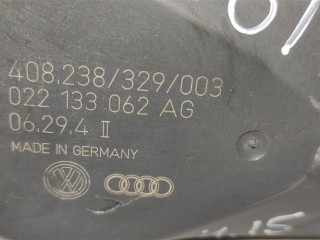 408.238/329/003
022 133 062 AG
06.29.4 II
MADE IN GERMANY